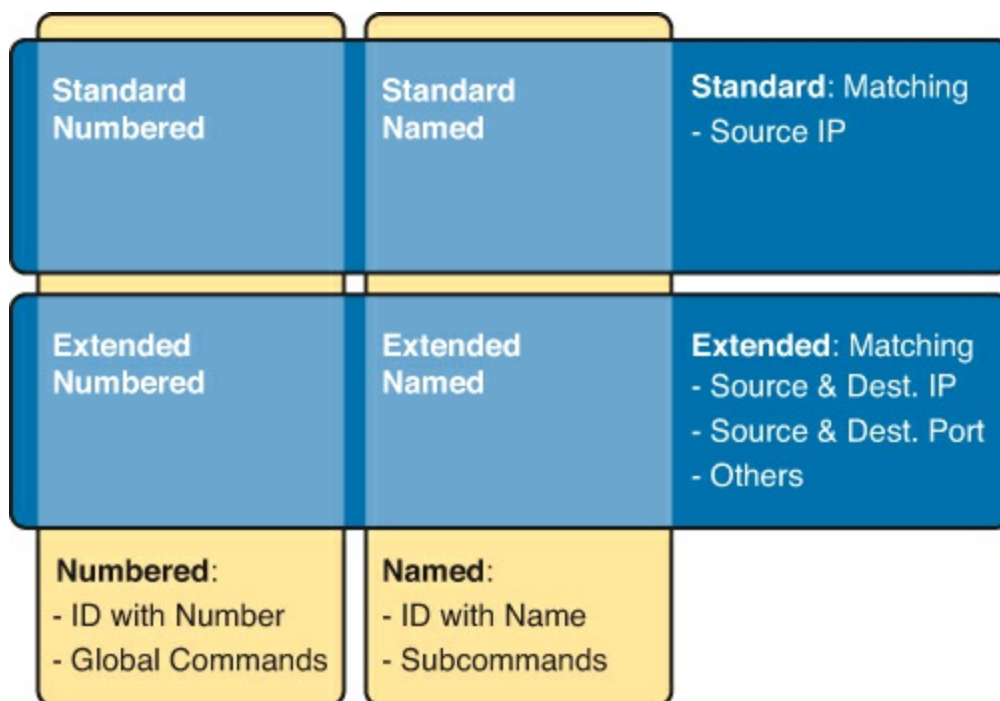 Standard
Numbered
Standard
Named
Standard: Matching
- Source IP
Extended
Numbered
Extended
Named
Extended: Matching
- Source & Dest. IP
- Source & Dest. Port
- Others
Numbered:
- ID with Number
- Global Commands
Named:
- ID with Name
- Subcommands